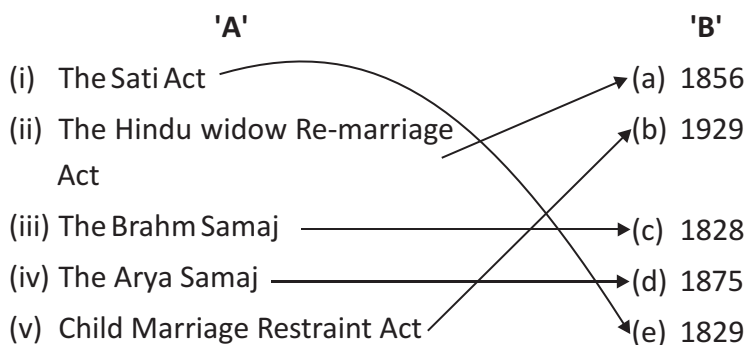 'A' 'B'
(i) The Sati Act (a) 1856
(ii) The Hindu widow Re-marriage (b) 1929
Act
(iii) The Brahm Samaj (c) 1828
(iv) The Arya Samaj (d) 1875
(v) Child Marriage Restraint Act (e) 1829